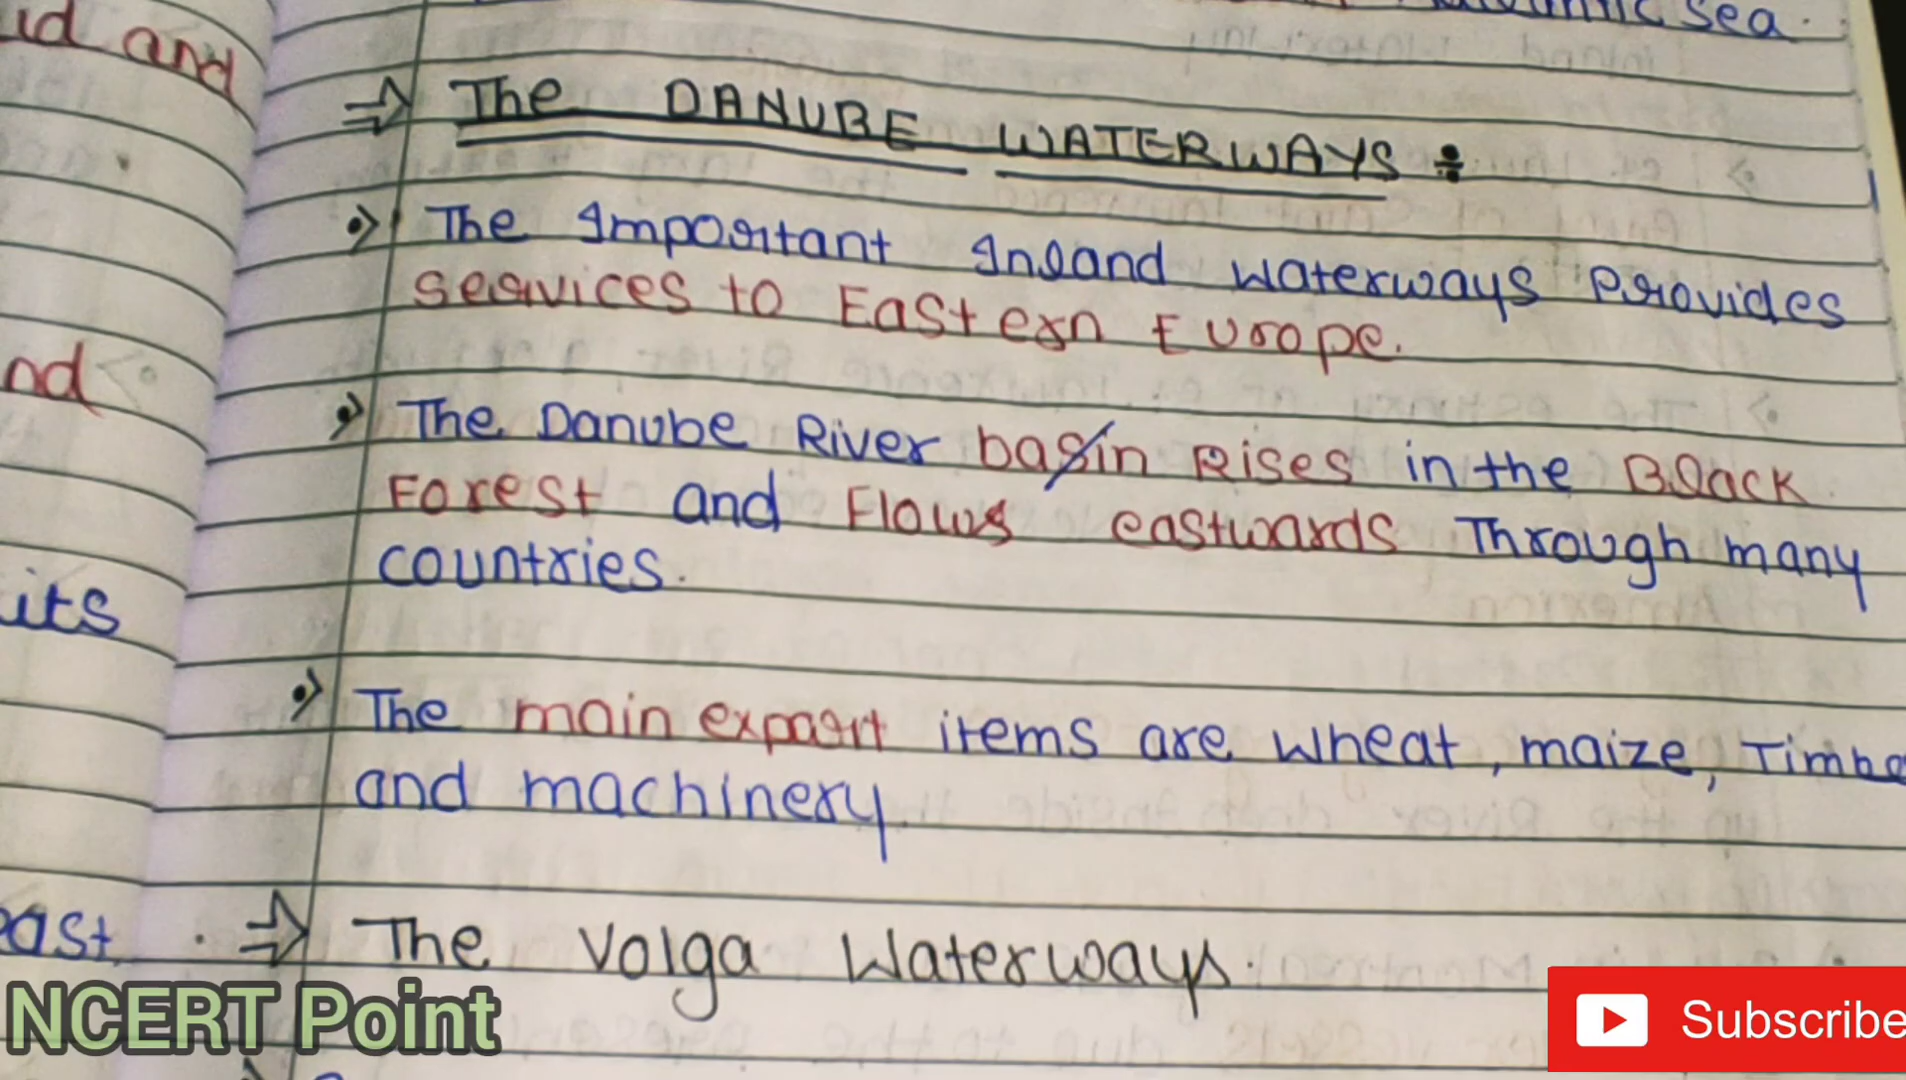 id and
sea.
⇒ The DANUBE WATERWAYS ÷
The Important Inland waterways Provides
services to Eastern Europe.
nd
The Danube River basin Rises in the Black
Forest and Flows eastwards Through many
countries.
its
The main export items are wheat, maize, Timbe
and machinery
east
⇒ The Volga Waterways.
NCERT Point
Subscribe